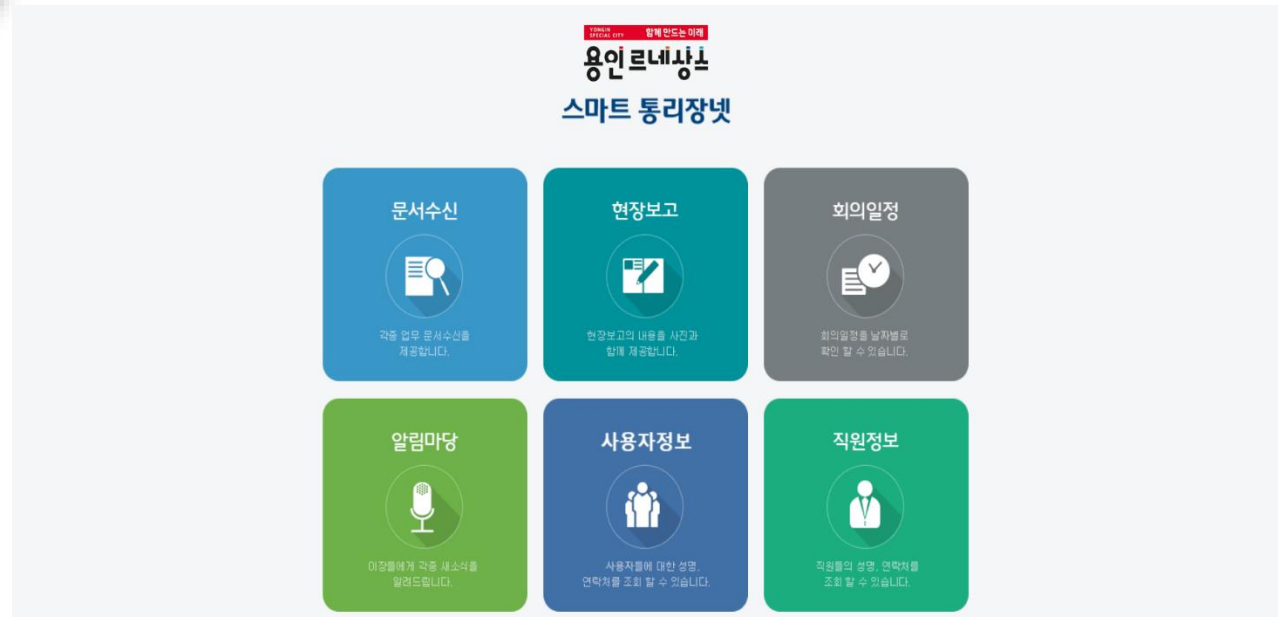 YONGIN
SPECIAL CITY
함께 만드는 미래
용인 르네상스
스마트 통리장넷
문서수신
현장보고
회의일정
각종 업무 문서수신을
제공합니다.
현장보고의 내용을 사진과
함께 제공합니다.
회의일정을 날짜별로
확인 할 수 있습니다.
알림마당
사용자정보
직원정보
이장들에게 각종 새소식을
알려드립니다.
사용자들에 대한 성명,
연락처를 조회 할 수 있습니다.
직원들의 성명, 연락처를
조회 할 수 있습니다.